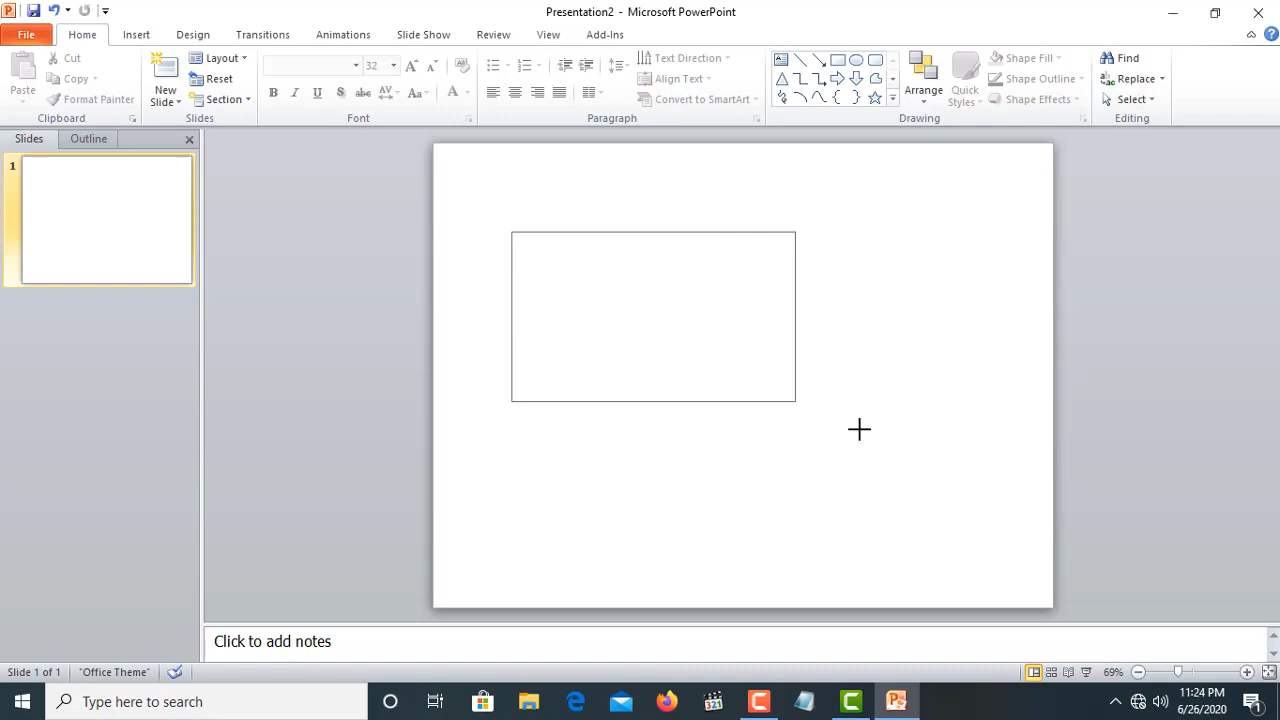 Presentation2 - Microsoft PowerPoint
File Home Insert Design Transitions Animations Slide Show Review View Add-Ins
Paste
Cut
Copy
Format Painter
Clipboard
New Slide
Layout
Reset
Section
Slides
32
B I U S abc AV Aa A
Font
Text Direction
Align Text
Convert to SmartArt
Paragraph
Arrange
Quick Styles
Shape Fill
Shape Outline
Shape Effects
Drawing
Find
Replace
Select
Editing
Slides Outline
1
Click to add notes
Slide 1 of 1 "Office Theme" 69%
Type here to search
321
11:24 PM
6/26/2020
1